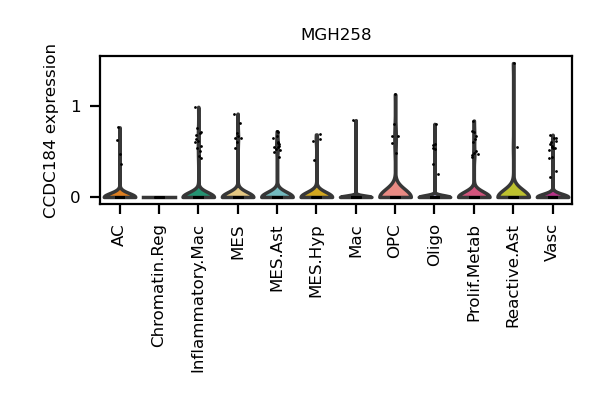 MGH258
CCDC184 expression
1
0
AC
Chromatin.Reg
Inflammatory.Mac
MES
MES.Ast
MES.Hyp
Mac
OPC
Oligo
Prolif.Metab
Reactive.Ast
Vasc